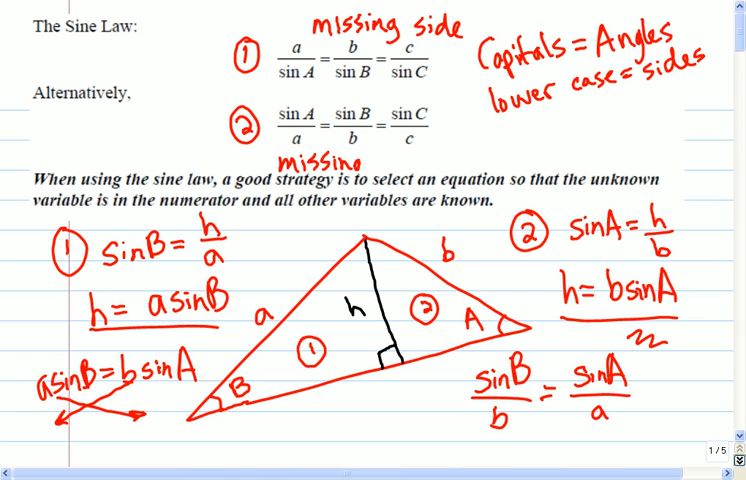 The Sine Law:
missing side
① a/sin A = b/sin B = c/sin C
Capitals = Angles
lower case = sides
Alternatively,
② sin A/a = sin B/b = sin C/c
missing
When using the sine law, a good strategy is to select an equation so that the unknown
variable is in the numerator and all other variables are known.
① sinB = h/a
h = asinB
asinB = bsinA
a
b
h
①
②
A
B
② sinA = h/b
h = bsinA
sinB/b = sinA/a
1 / 5